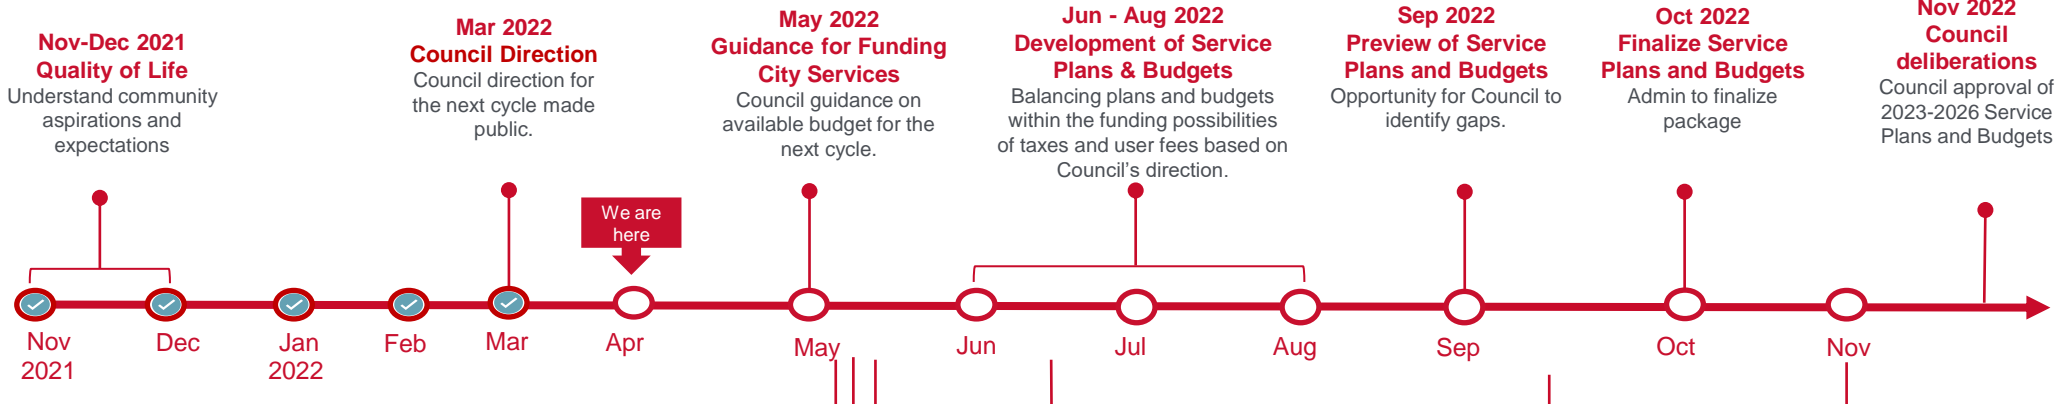 Nov-Dec 2021
Quality of Life
Understand community
aspirations and
expectations
Mar 2022
Council Direction
Council direction for
the next cycle made
public.
We are
here
May 2022
Guidance for Funding
City Services
Council guidance on
available budget for the
next cycle.
Jun - Aug 2022
Development of Service
Plans & Budgets
Balancing plans and budgets
within the funding possibilities
of taxes and user fees based on
Council's direction.
Sep 2022
Preview of Service
Plans and Budgets
Opportunity for Council to
identify gaps.
Oct 2022
Finalize Service
Plans and Budgets
Admin to finalize
package
Nov 2022
Council
deliberations
Council approval of
2023-2026 Service
Plans and Budgets
Nov
2021
Dec
Jan
2022
Feb
Mar
Apr
May
Jun
Jul
Aug
Sep
Oct
Nov